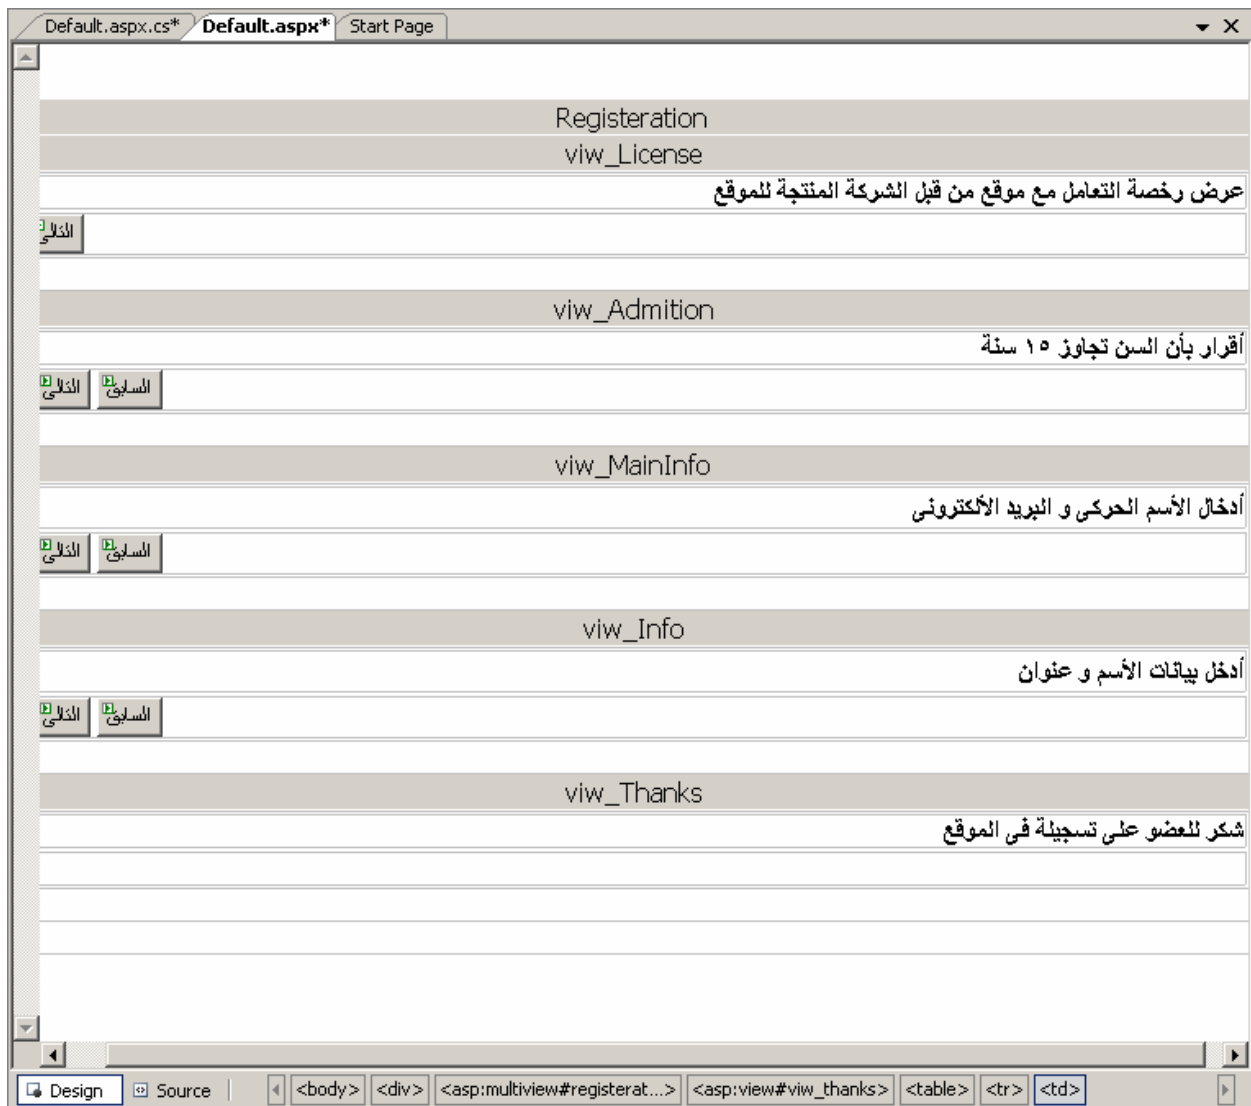 Default.aspx.cs* Default.aspx* Start Page
Registeration
viw_License
عرض رخصة التعامل مع موقع من قبل الشركة المنتجة للموقع
التالى
viw_Admition
أقرار بأن السن تجاوز ١٥ سنة
السابق التالى
viw_MainInfo
أدخال الأسم الحركى و البريد الألكترونى
السابق التالى
viw_Info
أدخل بيانات الأسم و عنوان
السابق التالى
viw_Thanks
شكر للعضو على تسجيلة فى الموقع
Design Source <body> <div> <asp:multiview#registerat...> <asp:view#viw_thanks> <table> <tr> <td>